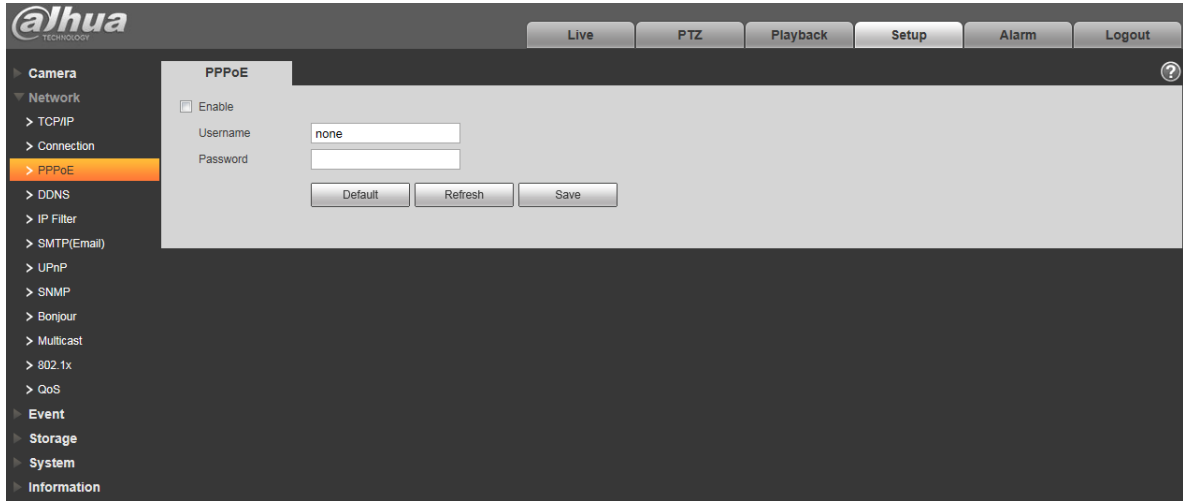 alhua
TECHNOLOGY
Live PTZ Playback Setup Alarm Logout
Camera
Network
> TCP/IP
> Connection
> PPPoE
> DDNS
> IP Filter
> SMTP(Email)
> UPnP
> SNMP
> Bonjour
> Multicast
> 802.1x
> QoS
Event
Storage
System
Information
PPPoE
?
Enable
Username none
Password
Default Refresh Save